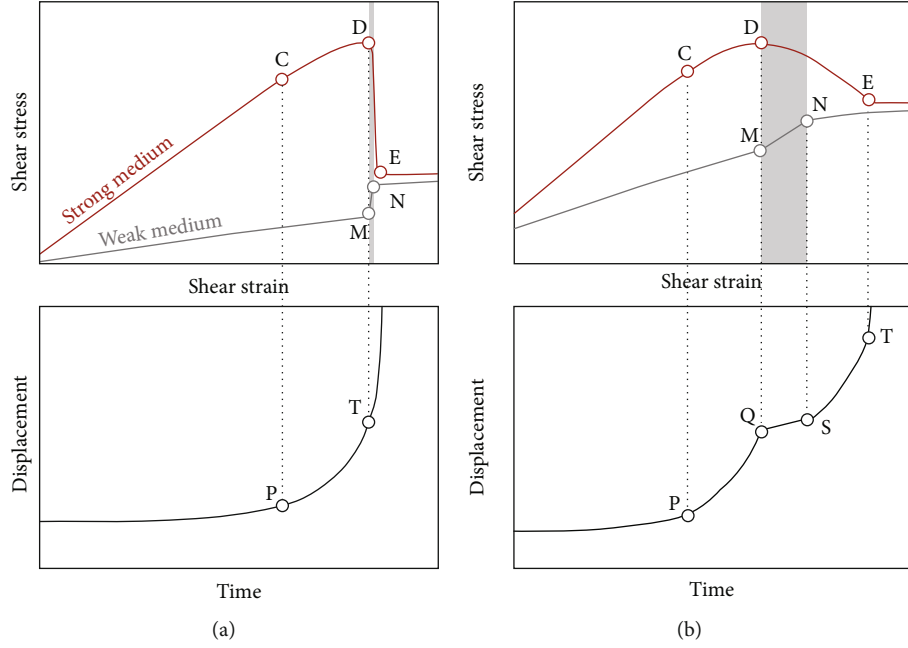 Shear stress
Strong medium
Weak medium
C
D
E
N
M
Shear strain
Displacement
P
T
Time
(a)
Shear stress
C
D
E
N
M
Shear strain
Displacement
P
Q
S
T
Time
(b)